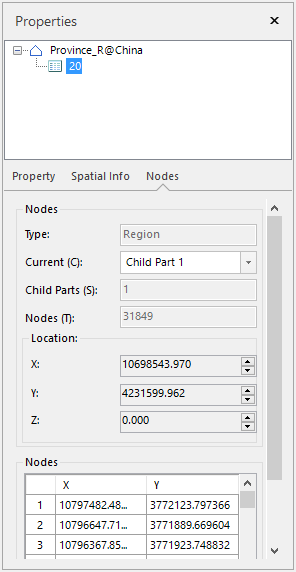 Properties
Province_R@China
20
Property Spatial Info Nodes
Nodes
Type: Region
Current (C): Child Part 1
Child Parts (S): 1
Nodes (T): 31849
Location:
X: 10698543.970
Y: 4231599.962
Z: 0.000
Nodes
X Y
1 10797482.48... 3772123.797366
2 10796647.71... 3771889.669604
3 10796367.85... 3771923.748832